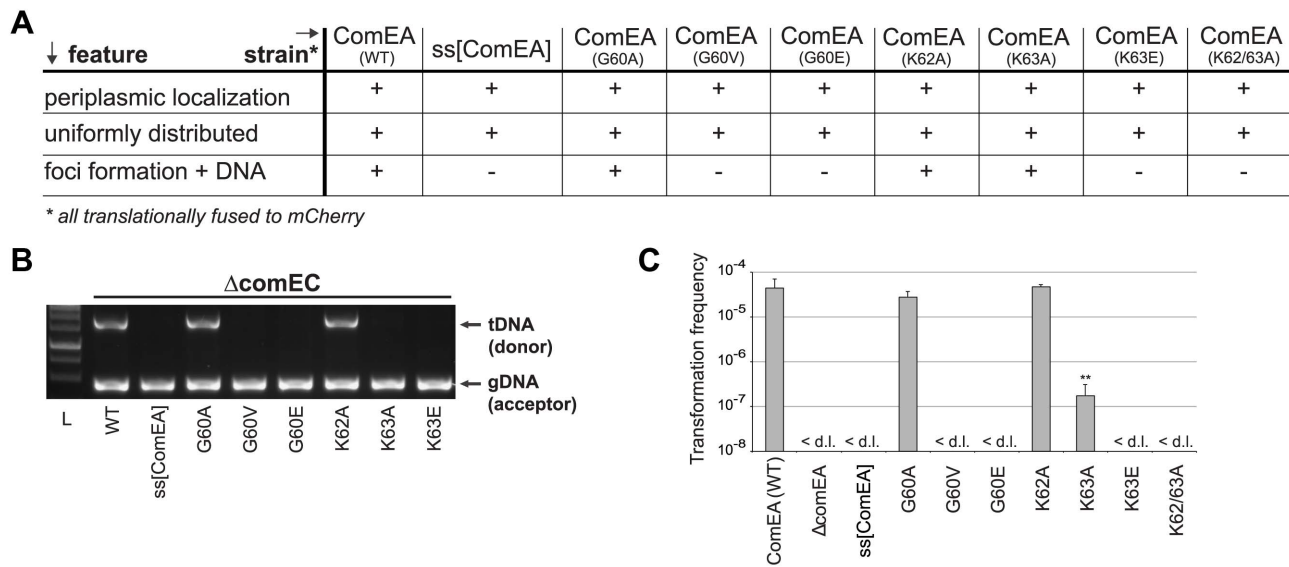 A
↓ feature strain* →
ComEA (WT)
ss[ComEA]
ComEA (G60A)
ComEA (G60V)
ComEA (G60E)
ComEA (K62A)
ComEA (K63A)
ComEA (K63E)
ComEA (K62/63A)
periplasmic localization + + + + + + + + +
uniformly distributed + + + + + + + + +
foci formation + DNA + - + - - + + - -
* all translationally fused to mCherry
B
ΔcomEC
tDNA
(donor)
gDNA
(acceptor)
L
WT
ss[ComEA]
G60A
G60V
G60E
K62A
K63A
K63E
C
Transformation frequency
10⁻⁴
10⁻⁵
10⁻⁶
10⁻⁷
10⁻⁸
**
< d.l.
< d.l.
< d.l.
< d.l.
< d.l.
< d.l.
ComEA (WT)
ΔcomEA
ss[ComEA]
G60A
G60V
G60E
K62A
K63A
K63E
K62/63A